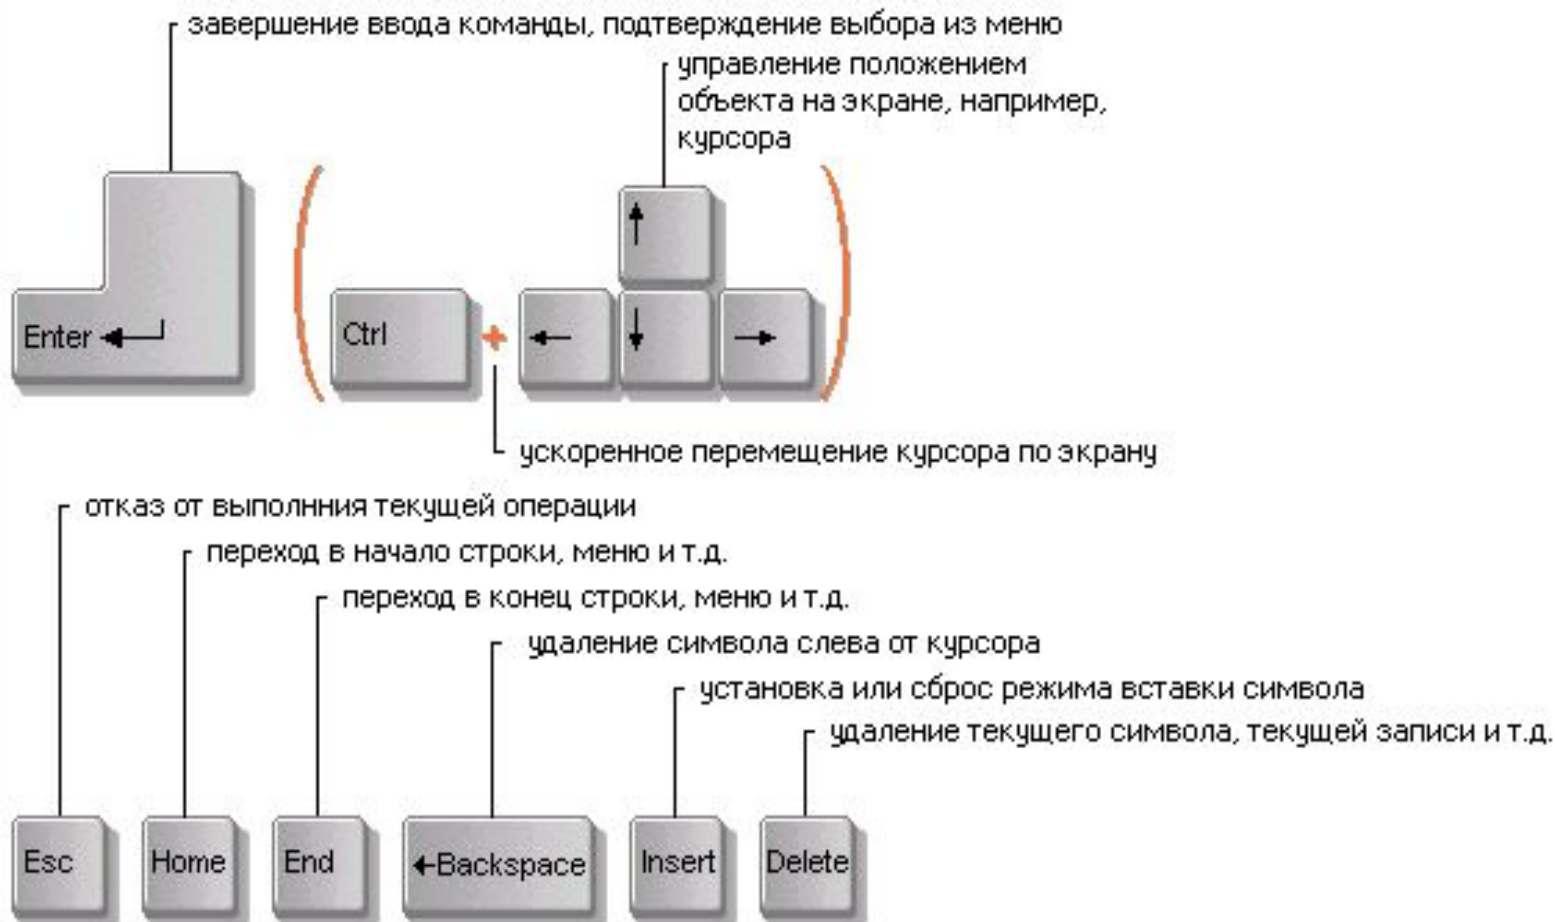 завершение ввода команды, подтверждение выбора из меню
управление положением
объекта на экране, например,
курсора
Enter
Ctrl
+
ускоренное перемещение курсора по экрану
отказ от выполнния текущей операции
переход в начало строки, меню и т.д.
переход в конец строки, меню и т.д.
удаление символа слева от курсора
установка или сброс режима вставки символа
удаление текущего символа, текущей записи и т.д.
Esc
Home
End
←Backspace
Insert
Delete